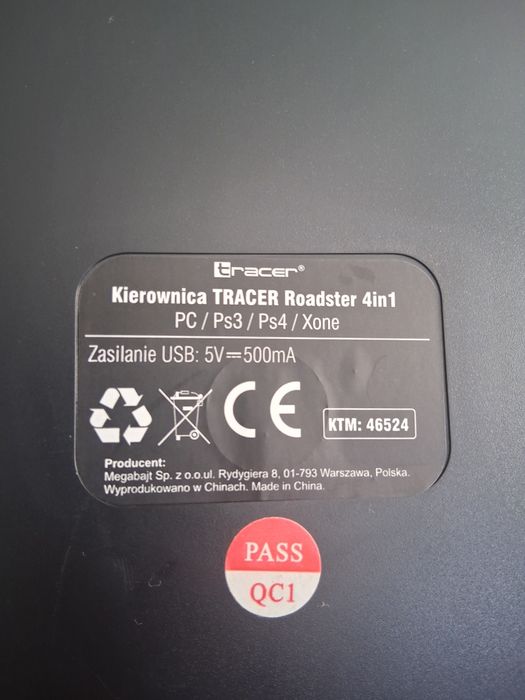 tracer®
Kierownica TRACER Roadster 4in1
PC / Ps3 / Ps4 / Xone
Zasilanie USB: 5V⎓500mA
CE
KTM: 46524
Producent:
Megabajt Sp. z o.o.ul. Rydygiera 8, 01-793 Warszawa, Polska.
Wyprodukowano w Chinach. Made in China.
PASS
QC1